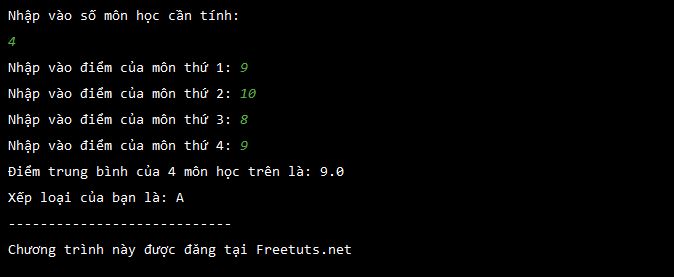 Nhập vào số môn học cần tính:
4
Nhập vào điểm của môn thứ 1: 9
Nhập vào điểm của môn thứ 2: 10
Nhập vào điểm của môn thứ 3: 8
Nhập vào điểm của môn thứ 4: 9
Điểm trung bình của 4 môn học trên là: 9.0
Xếp loại của bạn là: A
----------------------------
Chương trình này được đăng tại Freetuts.net